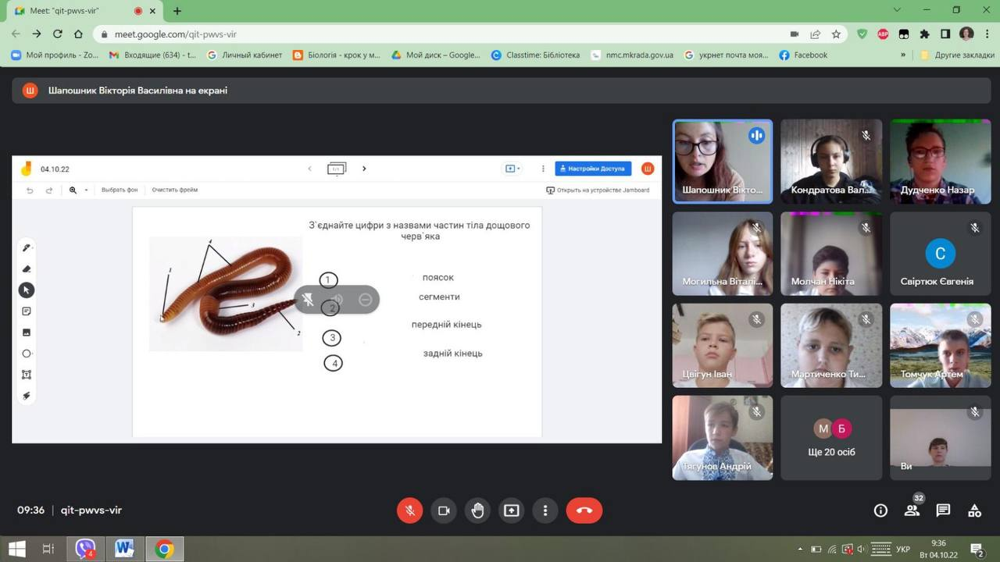 Meet: "qit-pwvs-vir"
meet.google.com/qit-pwvs-vir
ABP
Мой профиль - Zo...
Входящие (634) - t...
Личный кабинет
Біологія - крок у м...
Мой диск – Google...
Classtime: Бібліотека
nmc.mkrada.gov.ua
укрнет почта моя...
Facebook
»
Другие закладки
Ш
Шапошник Вікторія Василівна на екрані
04.10.22
1/1
Настройки Доступа
Ш
Выбрать фон
Очистить фрейм
Открыть на устройстве Jamboard
З`єднайте цифри з назвами частин тіла дощового
черв`яка
4
1
3
2
1
2
3
4
поясок
сегменти
передній кінець
задній кінець
Шапошник Вікто...
Кондратова Вал...
Дудченко Назар
Могильна Віталі...
Молчан Нікіта
С
Свіртюк Євгенія
Цвігун Іван
Мартиченко Ти...
Томчук Артем
Тягунов Андрій
М Б
Ще 20 осіб
Ви
09:36 | qit-pwvs-vir
32
4
УКР
9:36
Вт 04.10.22
2